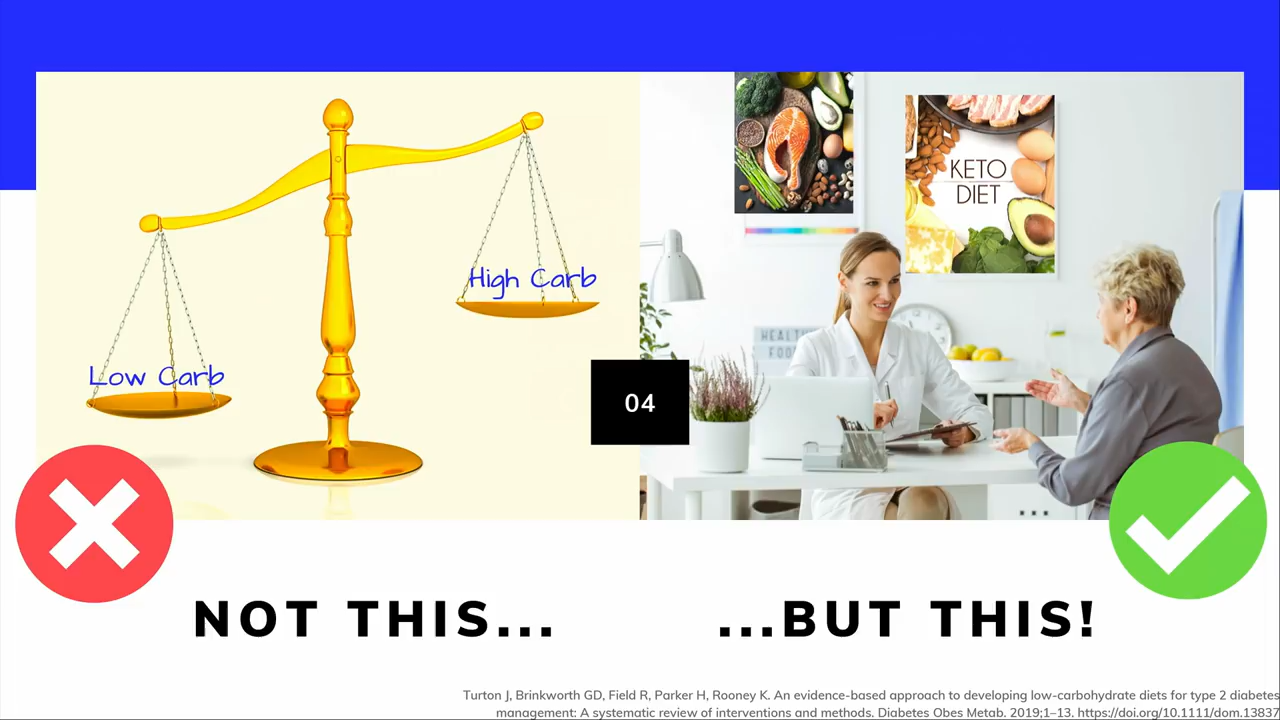 KETO
DIET
High Carb
HEALTHY
FOOD
Low Carb
04
NOT THIS...
...BUT THIS!
Turton J, Brinkworth GD, Field R, Parker H, Rooney K. An evidence-based approach to developing low-carbohydrate diets for type 2 diabetes
management: A systematic review of interventions and methods. Diabetes Obes Metab. 2019;1–13. https://doi.org/10.1111/dom.13837